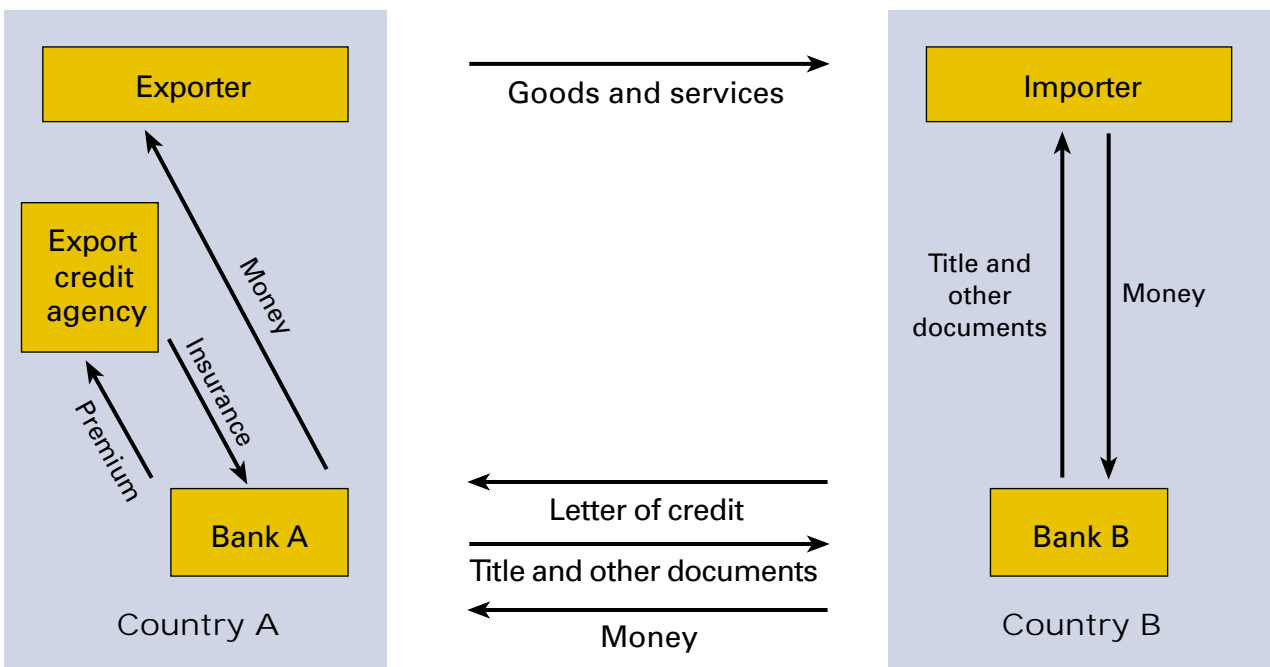 Exporter
Goods and services
Importer
Export
credit
agency
Money
Insurance
Premium
Title and
other
documents
Money
Letter of credit
Bank A
Bank B
Title and other documents
Country A
Money
Country B